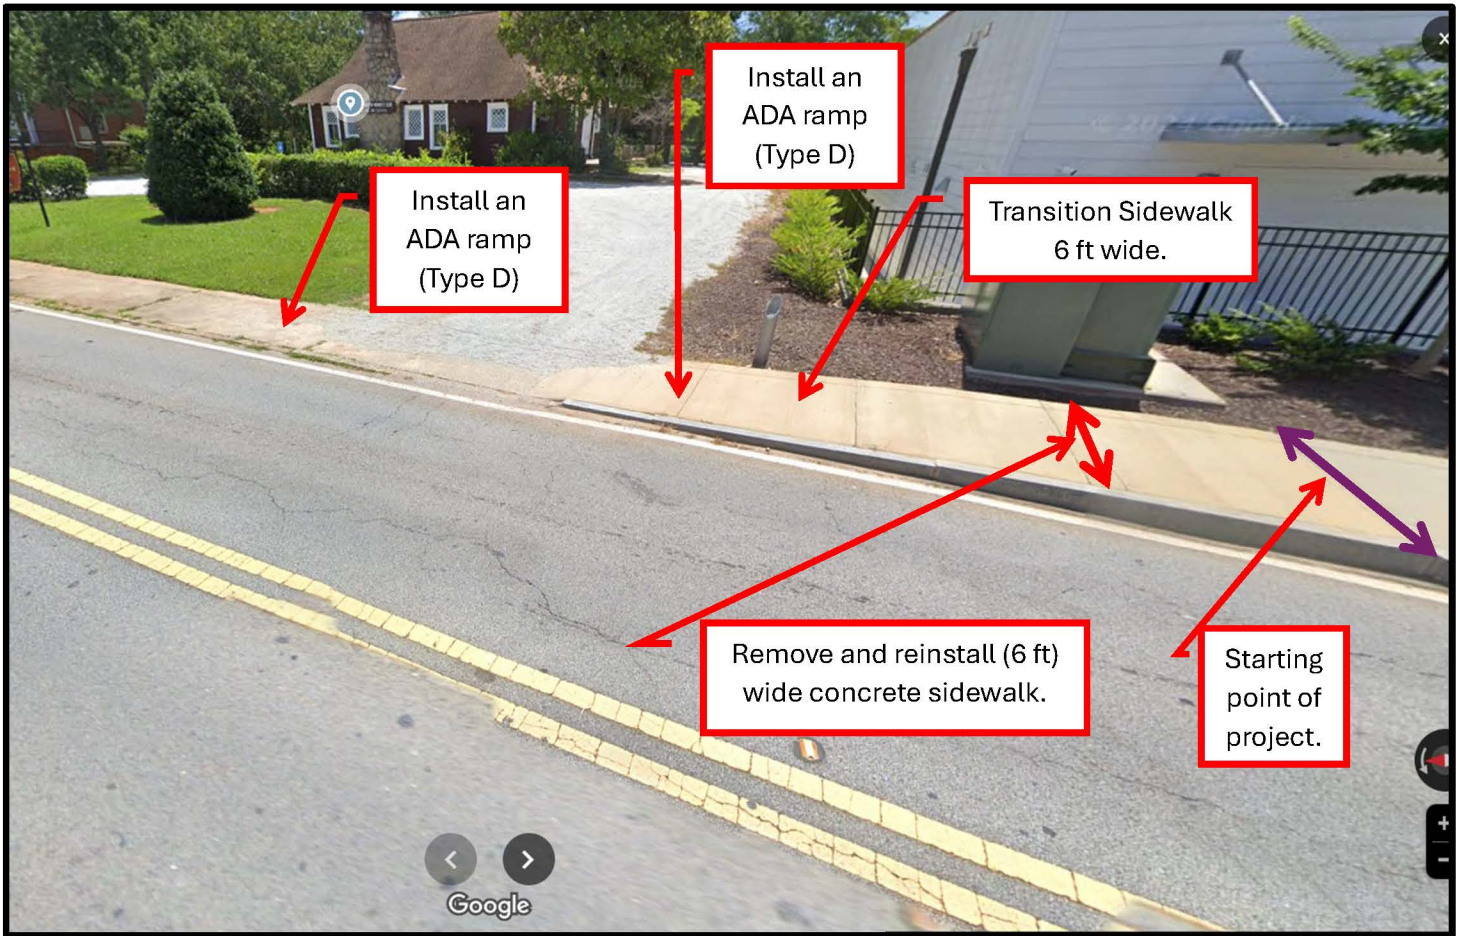 Install an
ADA ramp
(Type D)
Install an
ADA ramp
(Type D)
Transition Sidewalk
6 ft wide.
Remove and reinstall (6 ft)
wide concrete sidewalk.
Starting
point of
project.
Google